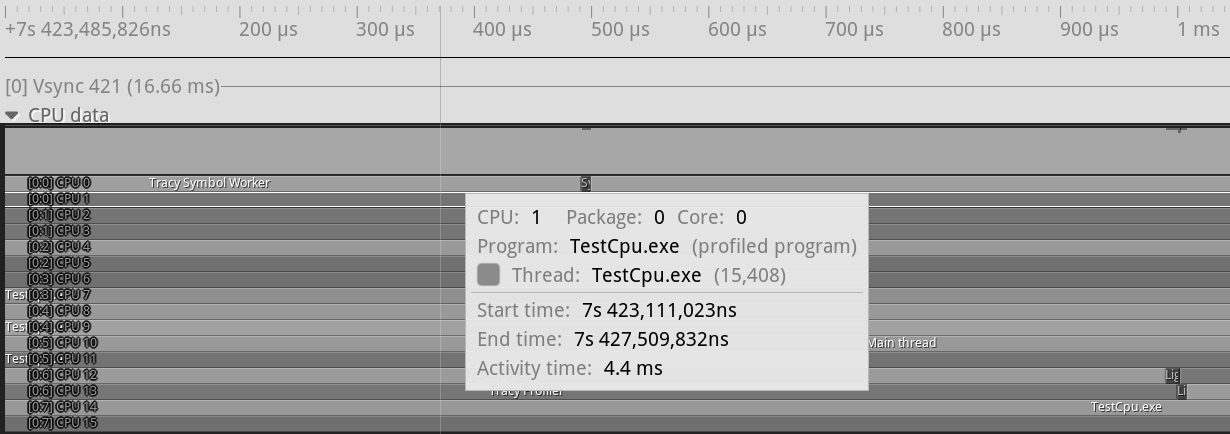 +7s 423,485,826ns 200 μs 300 μs 400 μs 500 μs 600 μs 700 μs 800 μs 900 μs 1 ms
[0] Vsync 421 (16.66 ms)
CPU data
[0:0] CPU 0 Tracy Symbol Worker Sy
[0:0] CPU 1
[0:1] CPU 2
[0:1] CPU 3
[0:2] CPU 4
[0:2] CPU 5
[0:3] CPU 6
Test [0:3] CPU 7
[0:4] CPU 8
Test [0:4] CPU 9
[0:5] CPU 10 Main thread
Test [0:5] CPU 11
[0:6] CPU 12 Lig
[0:6] CPU 13 Tracy Profiler Li
[0:7] CPU 14 TestCpu.exe
[0:7] CPU 15
CPU: 1 Package: 0 Core: 0
Program: TestCpu.exe (profiled program)
Thread: TestCpu.exe (15,408)
Start time: 7s 423,111,023ns
End time: 7s 427,509,832ns
Activity time: 4.4 ms